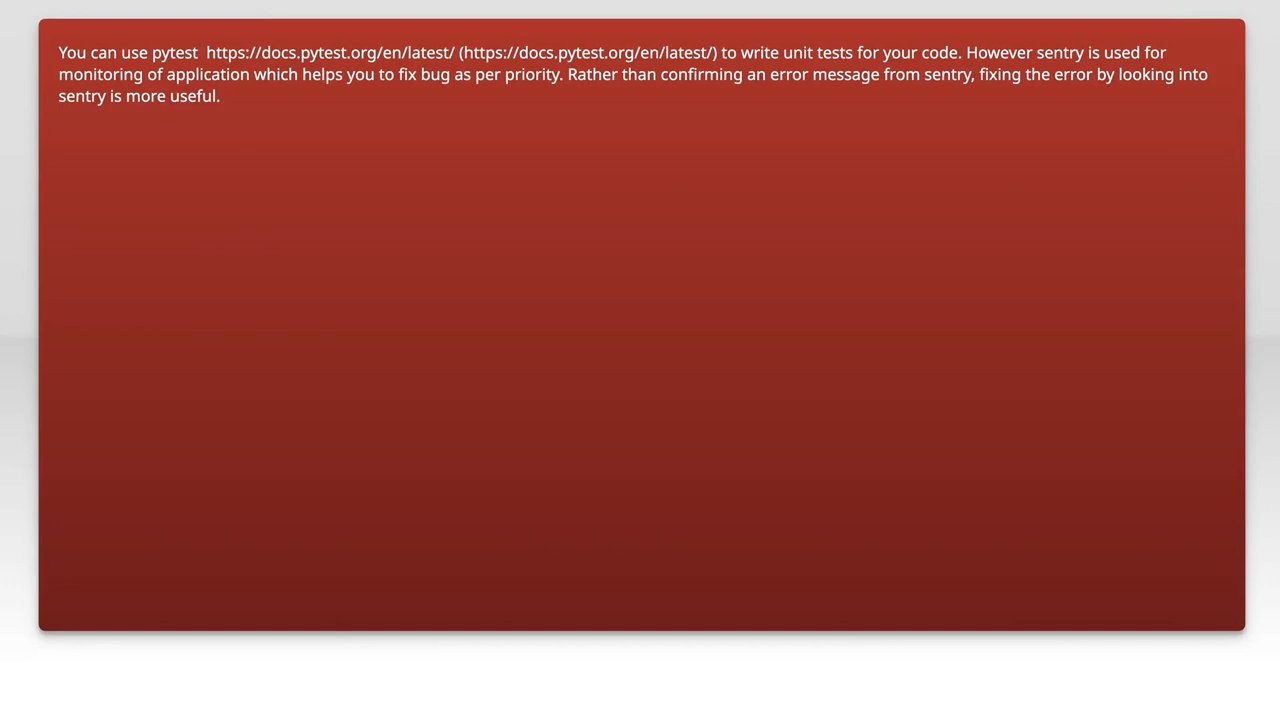 You can use pytest  https://docs.pytest.org/en/latest/ (https://docs.pytest.org/en/latest/) to write unit tests for your code. However sentry is used for
monitoring of application which helps you to fix bug as per priority. Rather than confirming an error message from sentry, fixing the error by looking into
sentry is more useful.